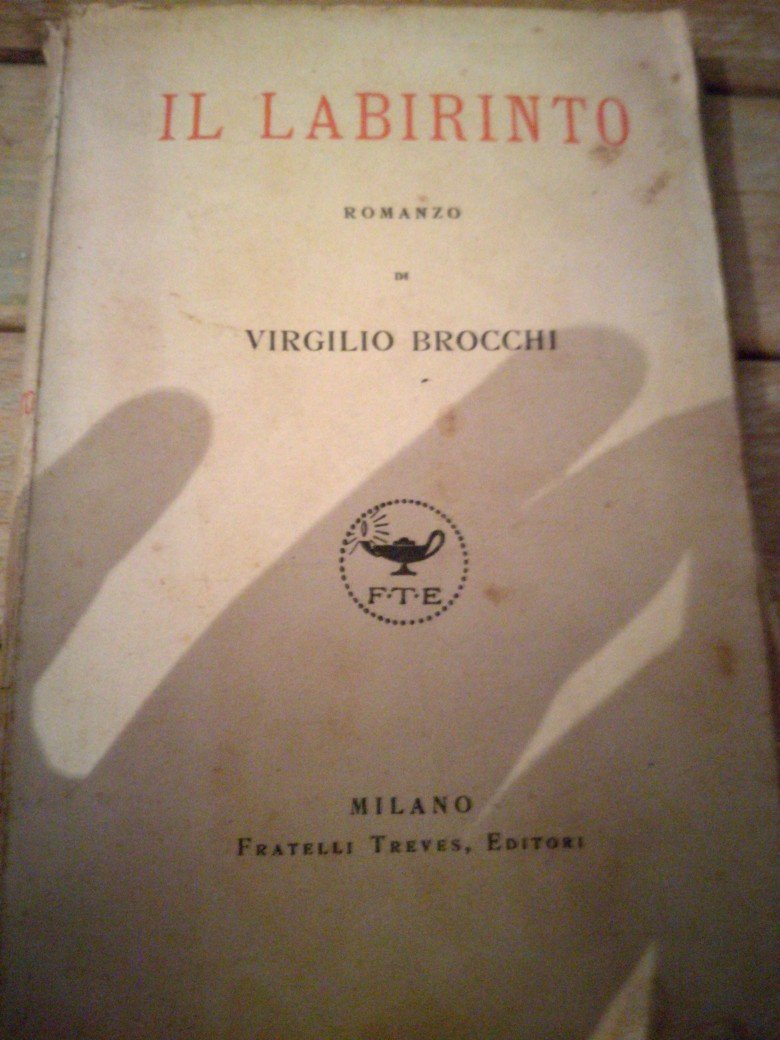 IL LABIRINTO
ROMANZO
DI
VIRGILIO BROCCHI
F·T·E
MILANO
FRATELLI TREVES, EDITORI